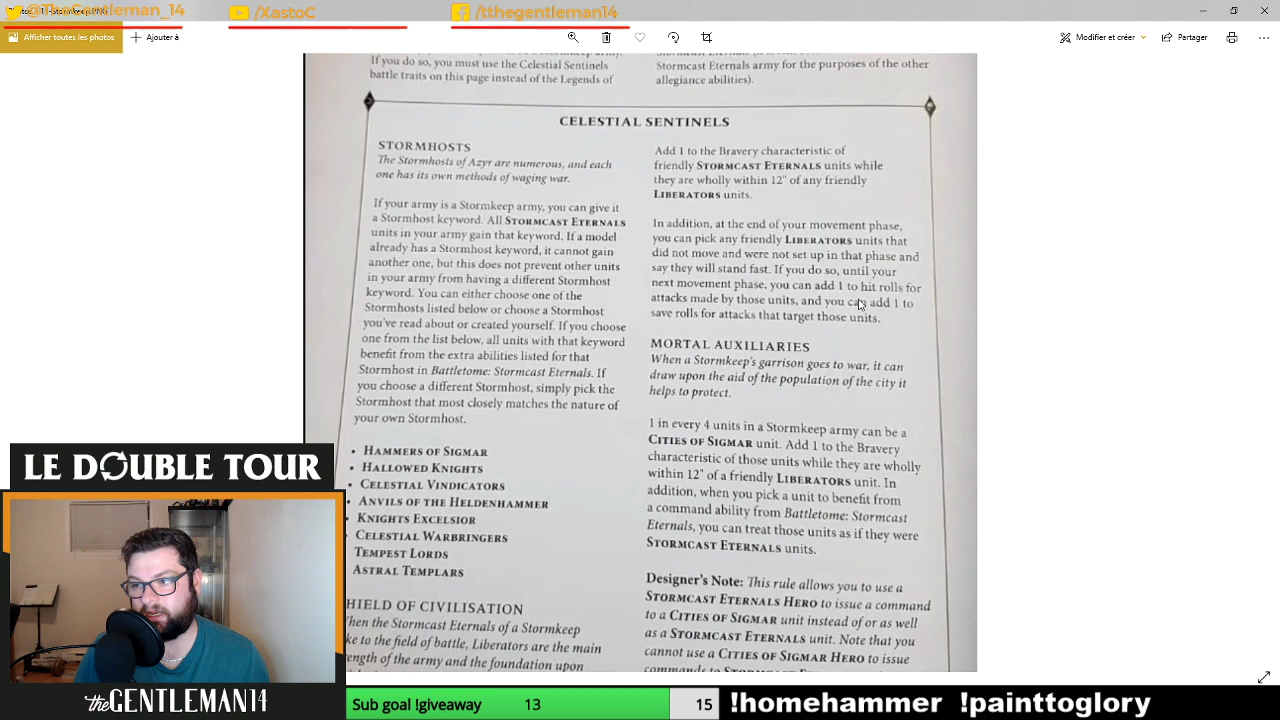 @TheGentleman_14
/XastoC
/tthegentleman14
Afficher toutes les photos
Ajouter à
Modifier et créer
Partager
If you do so, you must use the Celestial Sentinels
battle traits on this page instead of the Legends of
Stormcast Eternals army for the purposes of the other
allegiance abilities).
CELESTIAL SENTINELS
STORMHOSTS
The Stormhosts of Azyr are numerous, and each
one has its own methods of waging war.
If your army is a Stormkeep army, you can give it
a Stormhost keyword. All STORMCAST ETERNALS
units in your army gain that keyword. If a model
already has a Stormhost keyword, it cannot gain
another one, but this does not prevent other units
in your army from having a different Stormhost
keyword. You can either choose one of the
Stormhosts listed below or choose a Stormhost
you've read about or created yourself. If you choose
one from the list below, all units with that keyword
benefit from the extra abilities listed for that
Stormhost in Battletome: Stormcast Eternals. If
you choose a different Stormhost, simply pick the
Stormhost that most closely matches the nature of
your own Stormhost.
• HAMMERS OF SIGMAR
• HALLOWED KNIGHTS
• CELESTIAL VINDICATORS
• ANVILS OF THE HELDENHAMMER
• KNIGHTS EXCELSIOR
• CELESTIAL WARBRINGERS
TEMPEST LORDS
ASTRAL TEMPLARS
HIELD OF CIVILISATION
hen the Stormcast Eternals of a Stormkeep
ke to the field of battle, Liberators are the main
ength of the army and the foundation upon
Add 1 to the Bravery characteristic of
friendly STORMCAST ETERNALS units while
they are wholly within 12" of any friendly
LIBERATORS units.
In addition, at the end of your movement phase,
you can pick any friendly LIBERATORS units that
did not move and were not set up in that phase and
say they will stand fast. If you do so, until your
next movement phase, you can add 1 to hit rolls for
attacks made by those units, and you can add 1 to
save rolls for attacks that target those units.
MORTAL AUXILIARIES
When a Stormkeep's garrison goes to war, it can
draw upon the aid of the population of the city it
helps to protect.
1 in every 4 units in a Stormkeep army can be a
CITIES OF SIGMAR unit. Add 1 to the Bravery
characteristic of those units while they are wholly
within 12" of a friendly LIBERATORS unit. In
addition, when you pick a unit to benefit from
a command ability from Battletome: Stormcast
Eternals, you can treat those units as if they were
STORMCAST ETERNALS units.
Designer's Note: This rule allows you to use a
STORMCAST ETERNALS HERO to issue a command
to a CITIES OF SIGMAR unit instead of or as well
as a STORMCAST ETERNALS unit. Note that you
cannot use a CITIES OF SIGMAR HERO to issue
LE DOUBLE TOUR
theGENTLEMAN14
Sub goal !giveaway 13 15
!homehammer !painttoglory